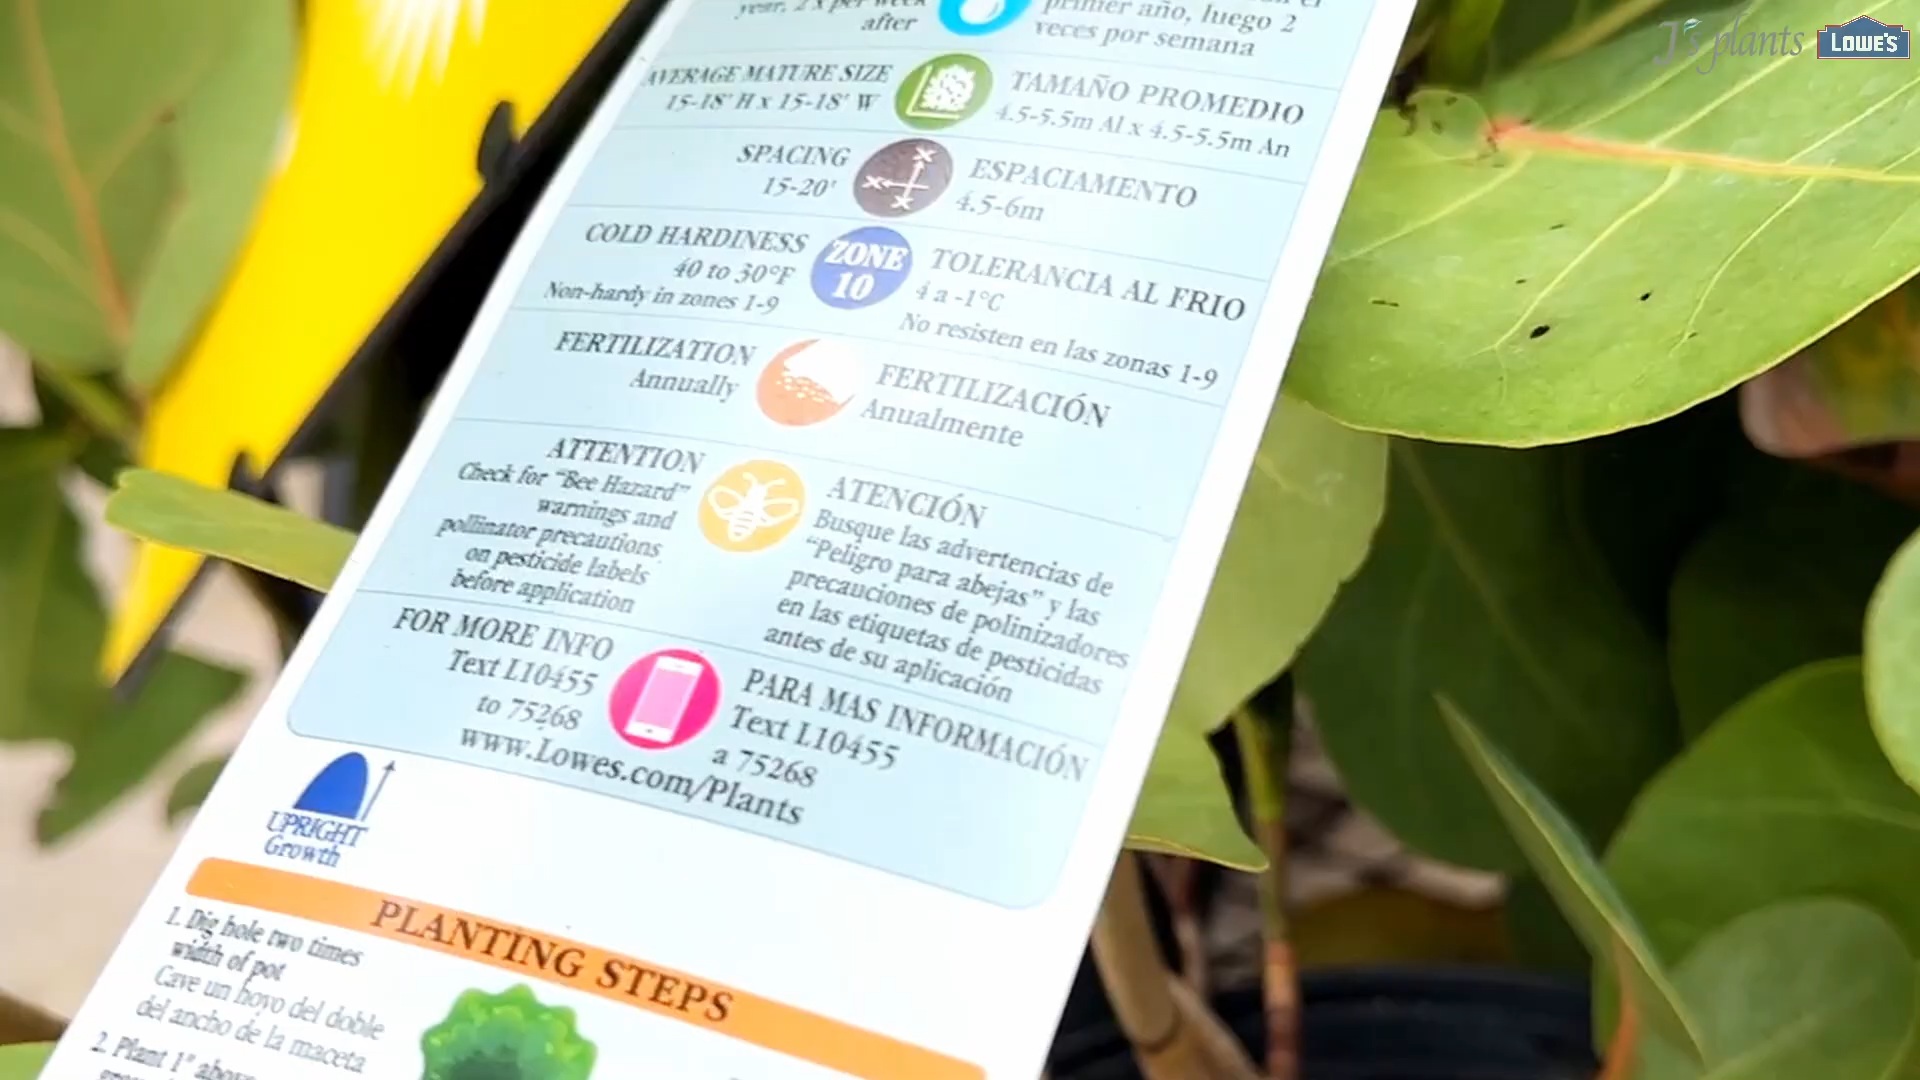 J's plants LOWE'S
year, 2 x per week
after
primer año, luego 2
veces por semana
AVERAGE MATURE SIZE
15-18' H x 15-18' W
TAMAÑO PROMEDIO
4.5-5.5m Al x 4.5-5.5m An
SPACING
15-20'
ESPACIAMENTO
4.5-6m
COLD HARDINESS
40 to 30°F
Non-hardy in zones 1-9
ZONE
10
TOLERANCIA AL FRIO
4 a -1°C
No resisten en las zonas 1-9
FERTILIZATION
Annually
FERTILIZACIÓN
Anualmente
ATTENTION
Check for "Bee Hazard"
warnings and
pollinator precautions
on pesticide labels
before application
ATENCIÓN
Busque las advertencias de
"Peligro para abejas" y las
precauciones de polinizadores
en las etiquetas de pesticidas
antes de su aplicación
FOR MORE INFO
Text L10455
to 75268
PARA MAS INFORMACIÓN
Text L10455
a 75268
www.Lowes.com/Plants
UPRIGHT
Growth
PLANTING STEPS
1. Dig hole two times
width of pot
Cave un hoyo del doble
del ancho de la maceta
2. Plant 1" above